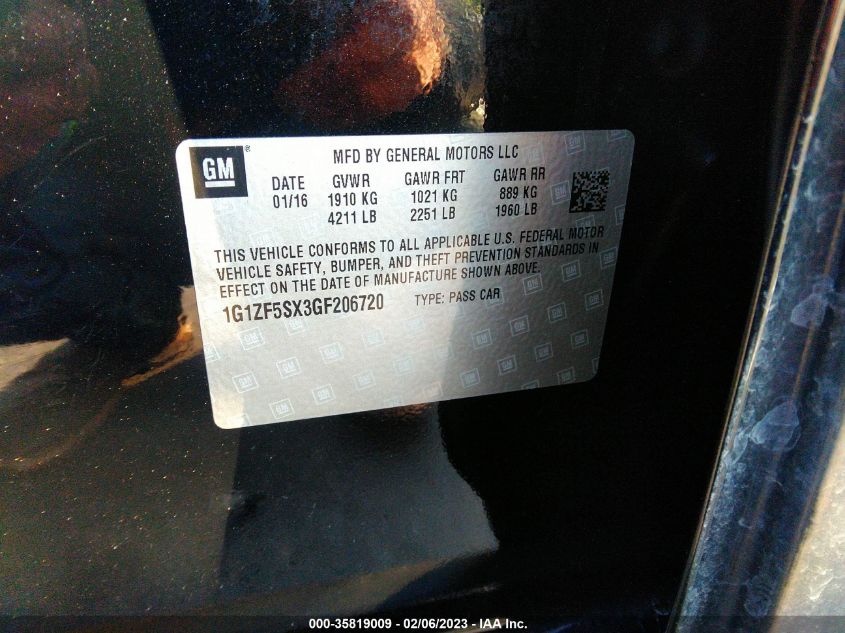 GM ®
MFD BY GENERAL MOTORS LLC
DATE GVWR GAWR FRT GAWR RR
01/16 1910 KG 1021 KG 889 KG
4211 LB 2251 LB 1960 LB
THIS VEHICLE CONFORMS TO ALL APPLICABLE U.S. FEDERAL MOTOR
VEHICLE SAFETY, BUMPER, AND THEFT PREVENTION STANDARDS IN
EFFECT ON THE DATE OF MANUFACTURE SHOWN ABOVE.
1G1ZF5SX3GF206720 TYPE: PASS CAR
000-35819009 - 02/06/2023 - IAA Inc.